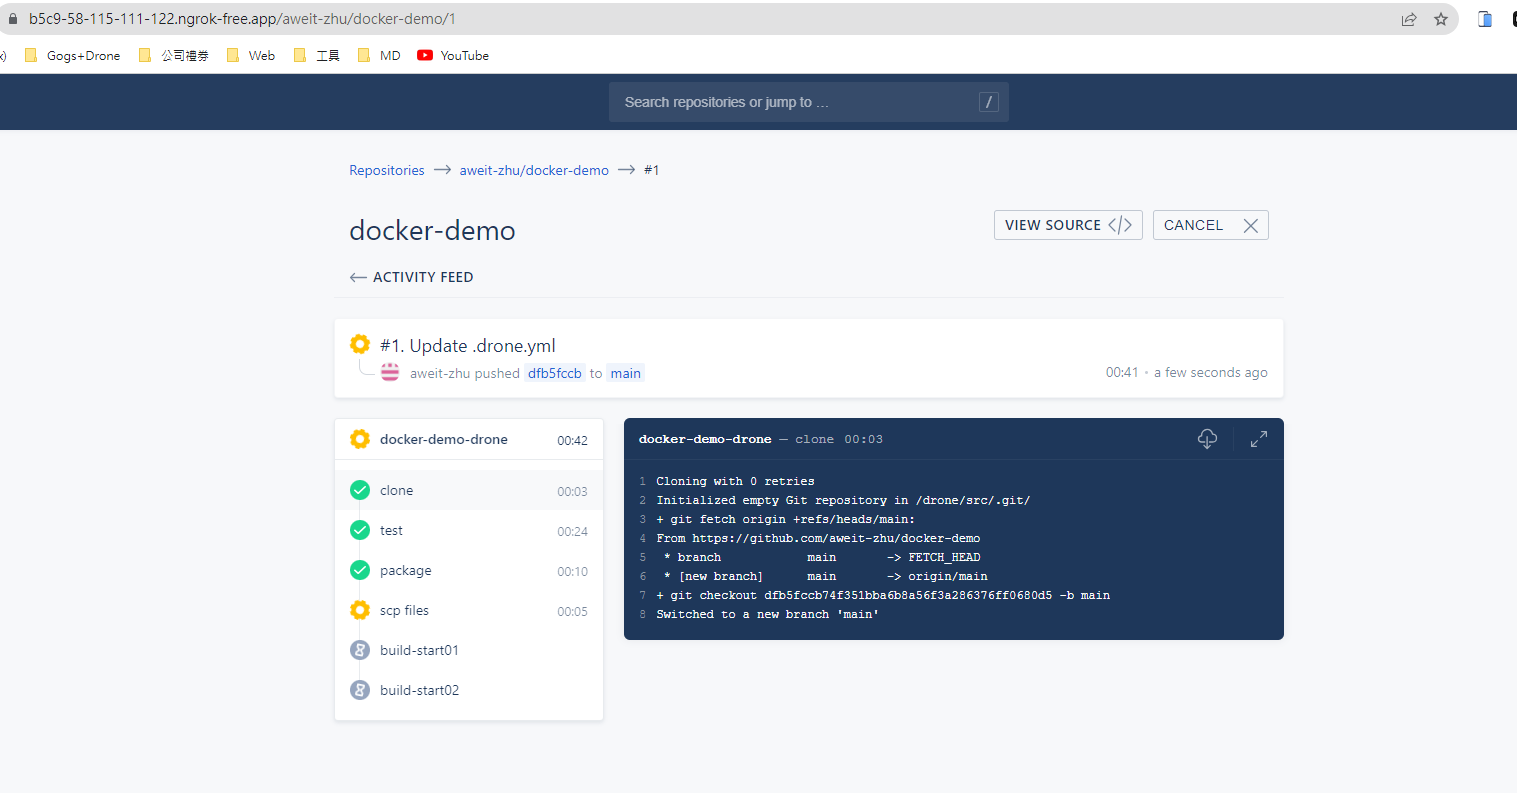 b5c9-58-115-111-122.ngrok-free.app/aweit-zhu/docker-demo/1
x) Gogs+Drone 公司禮券 Web 工具 MD YouTube
Search repositories or jump to … /
Repositories → aweit-zhu/docker-demo → #1
docker-demo
VIEW SOURCE </> CANCEL
← ACTIVITY FEED
#1. Update .drone.yml
aweit-zhu pushed dfb5fccb to main
00:41 • a few seconds ago
docker-demo-drone 00:42
clone 00:03
test 00:24
package 00:10
scp files 00:05
build-start01
build-start02
docker-demo-drone — clone 00:03
1 Cloning with 0 retries
2 Initialized empty Git repository in /drone/src/.git/
3 + git fetch origin +refs/heads/main:
4 From https://github.com/aweit-zhu/docker-demo
5 * branch main -> FETCH_HEAD
6 * [new branch] main -> origin/main
7 + git checkout dfb5fccb74f351bba6b8a56f3a286376ff0680d5 -b main
8 Switched to a new branch 'main'